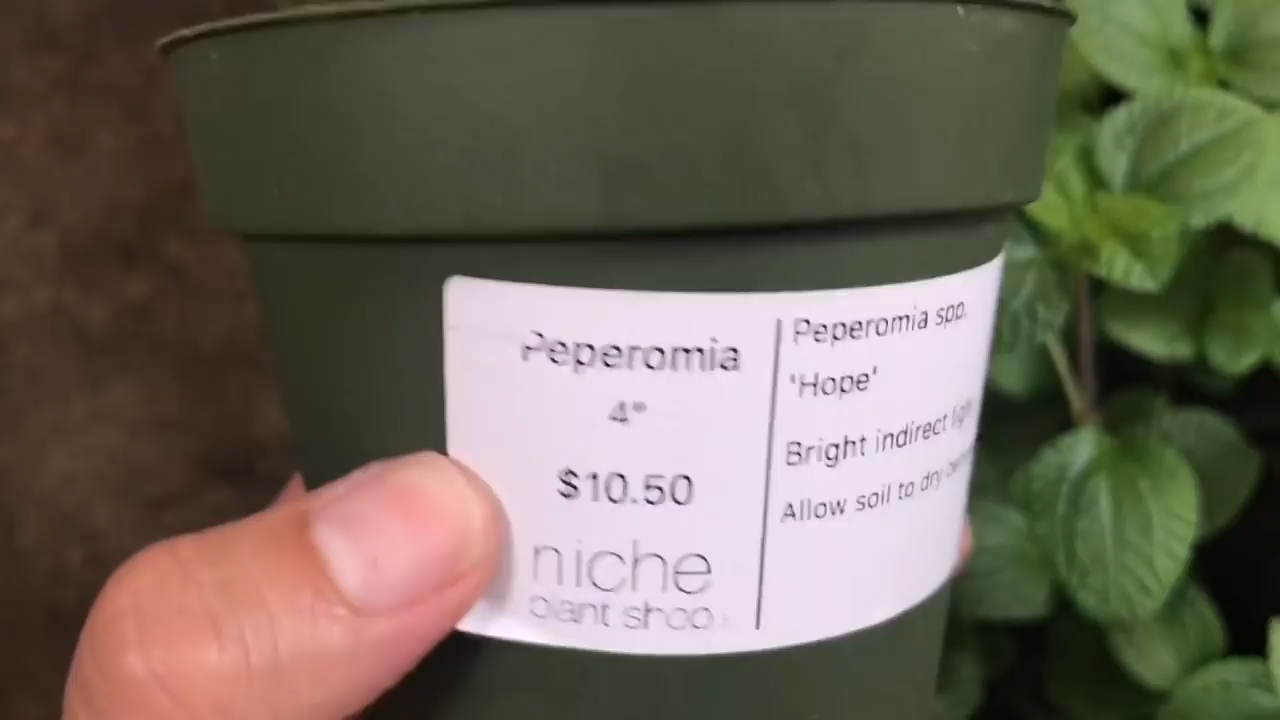 Peperomia
4"
$10.50
niche
plant shop
Peperomia spp.
'Hope'
Bright indirect
Allow soil to dry